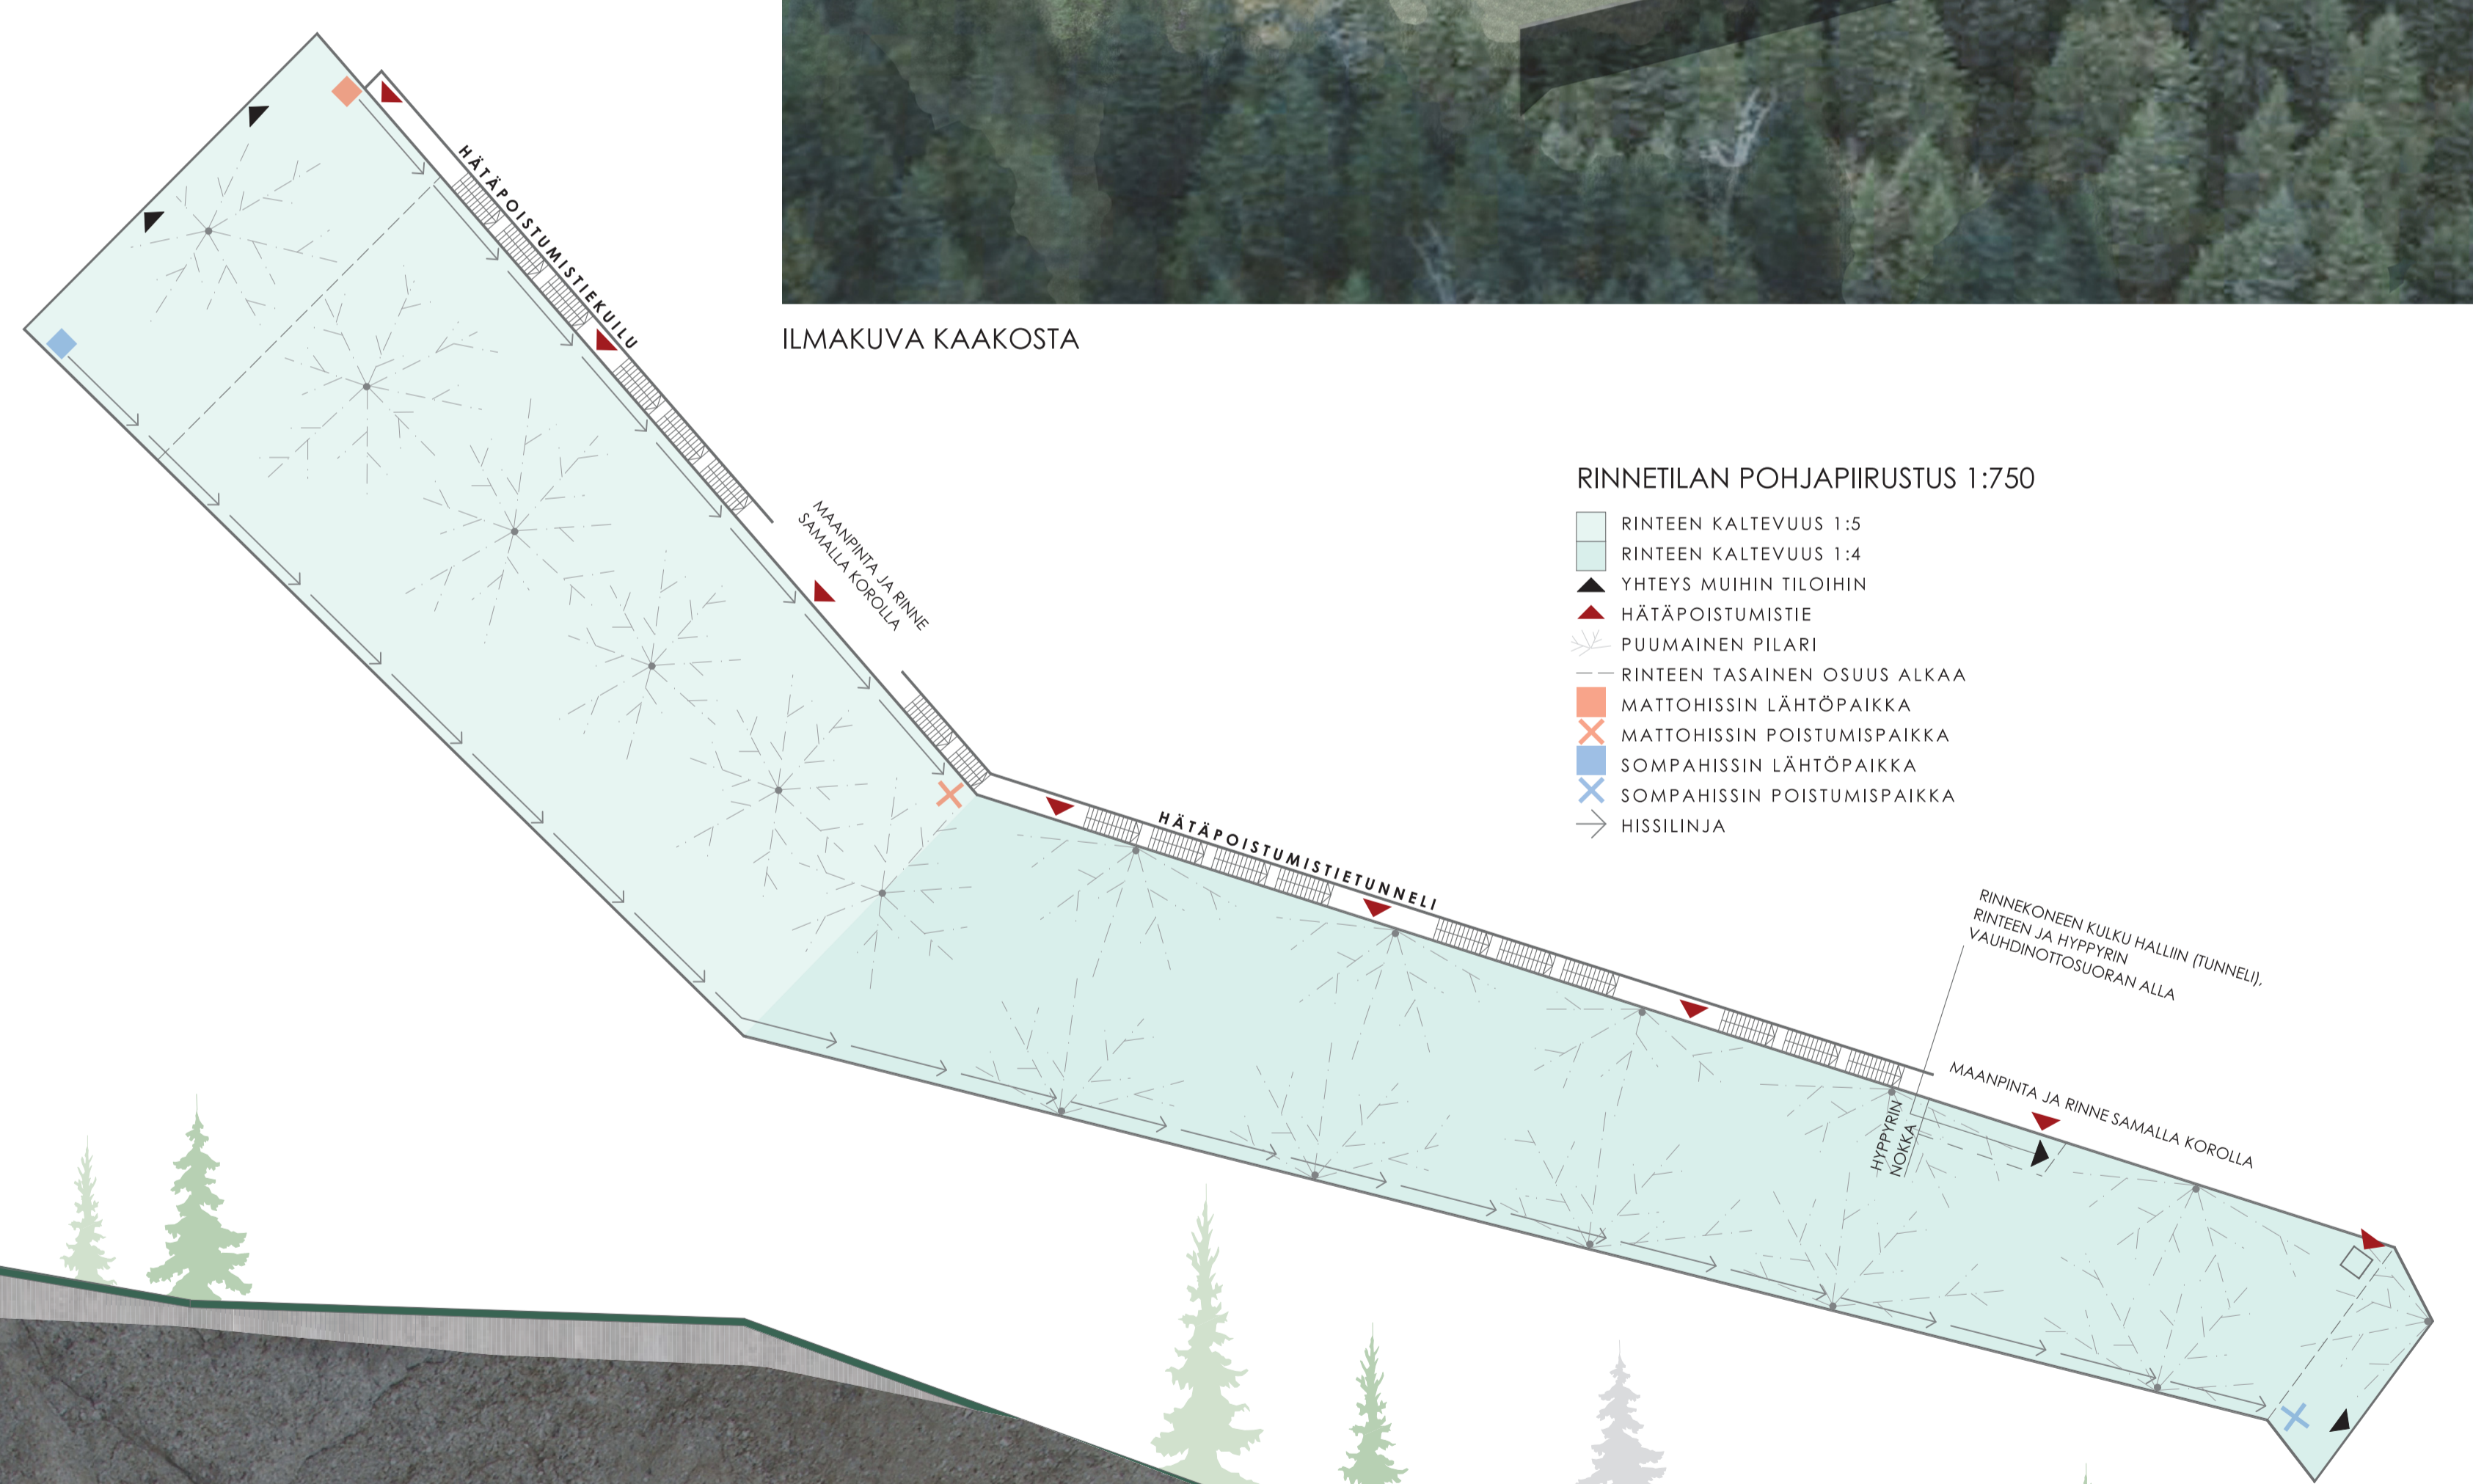 HÄTÄPOISTUMISTIEKUILU
ILMAKUVA KAAKOSTA
MAANPINTA JA RINNE
SAMALLA KOROLLA
RINNETILAN POHJAPIIRUSTUS 1:750
RINTEEN KALTEVUUS 1:5
RINTEEN KALTEVUUS 1:4
YHTEYS MUIHIN TILOIHIN
HÄTÄPOISTUMISTIE
PUUMAINEN PILARI
RINTEEN TASAINEN OSUUS ALKAA
MATTOHISSIN LÄHTÖPAIKKA
MATTOHISSIN POISTUMISPAIKKA
SOMPAHISSIN LÄHTÖPAIKKA
SOMPAHISSIN POISTUMISPAIKKA
HISSILINJA
HÄTÄPOISTUMISTIETUNNELI
RINNEKONEEN KULKU HALLIIN (TUNNELI),
RINTEEN JA HYPPYRIN
VAUHDINOTTOSUORAN ALLA
MAANPINTA JA RINNE SAMALLA KOROLLA
HYPPYRIN
NOKKA